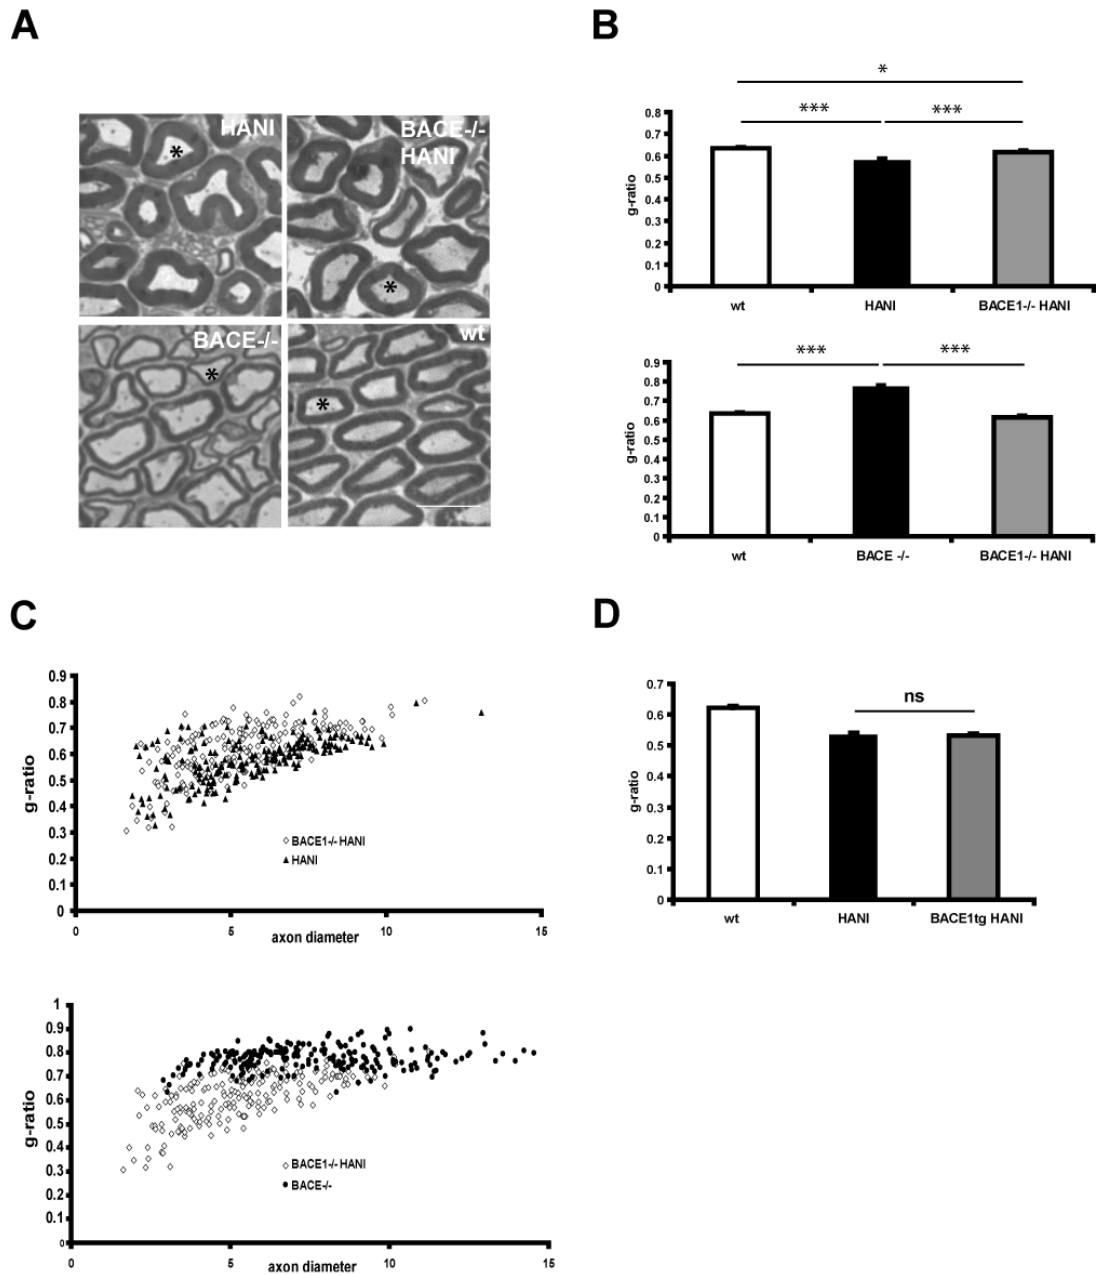 A
HANI
*
BACE-/-
HANI
*
BACE-/-
*
wt
*
B
*
***
***
0.8
0.7
0.6
0.5
0.4
0.3
0.2
0.1
0
g-ratio
wt
HANI
BACE1-/- HANI
***
***
0.9
0.8
0.7
0.6
0.5
0.4
0.3
0.2
0.1
0
g-ratio
wt
BACE -/-
BACE1-/- HANI
C
0.9
0.8
0.7
0.6
0.5
0.4
0.3
0.2
0.1
0
g-ratio
BACE1-/- HANI
HANI
5
10
15
axon diameter
1
0.9
0.8
0.7
0.6
0.5
0.4
0.3
0.2
0.1
0
g-ratio
BACE1-/- HANI
BACE-/-
0
5
10
15
axon diameter
D
ns
0.7
0.6
0.5
0.4
0.3
0.2
0.1
0
g-ratio
wt
HANI
BACE1tg HANI